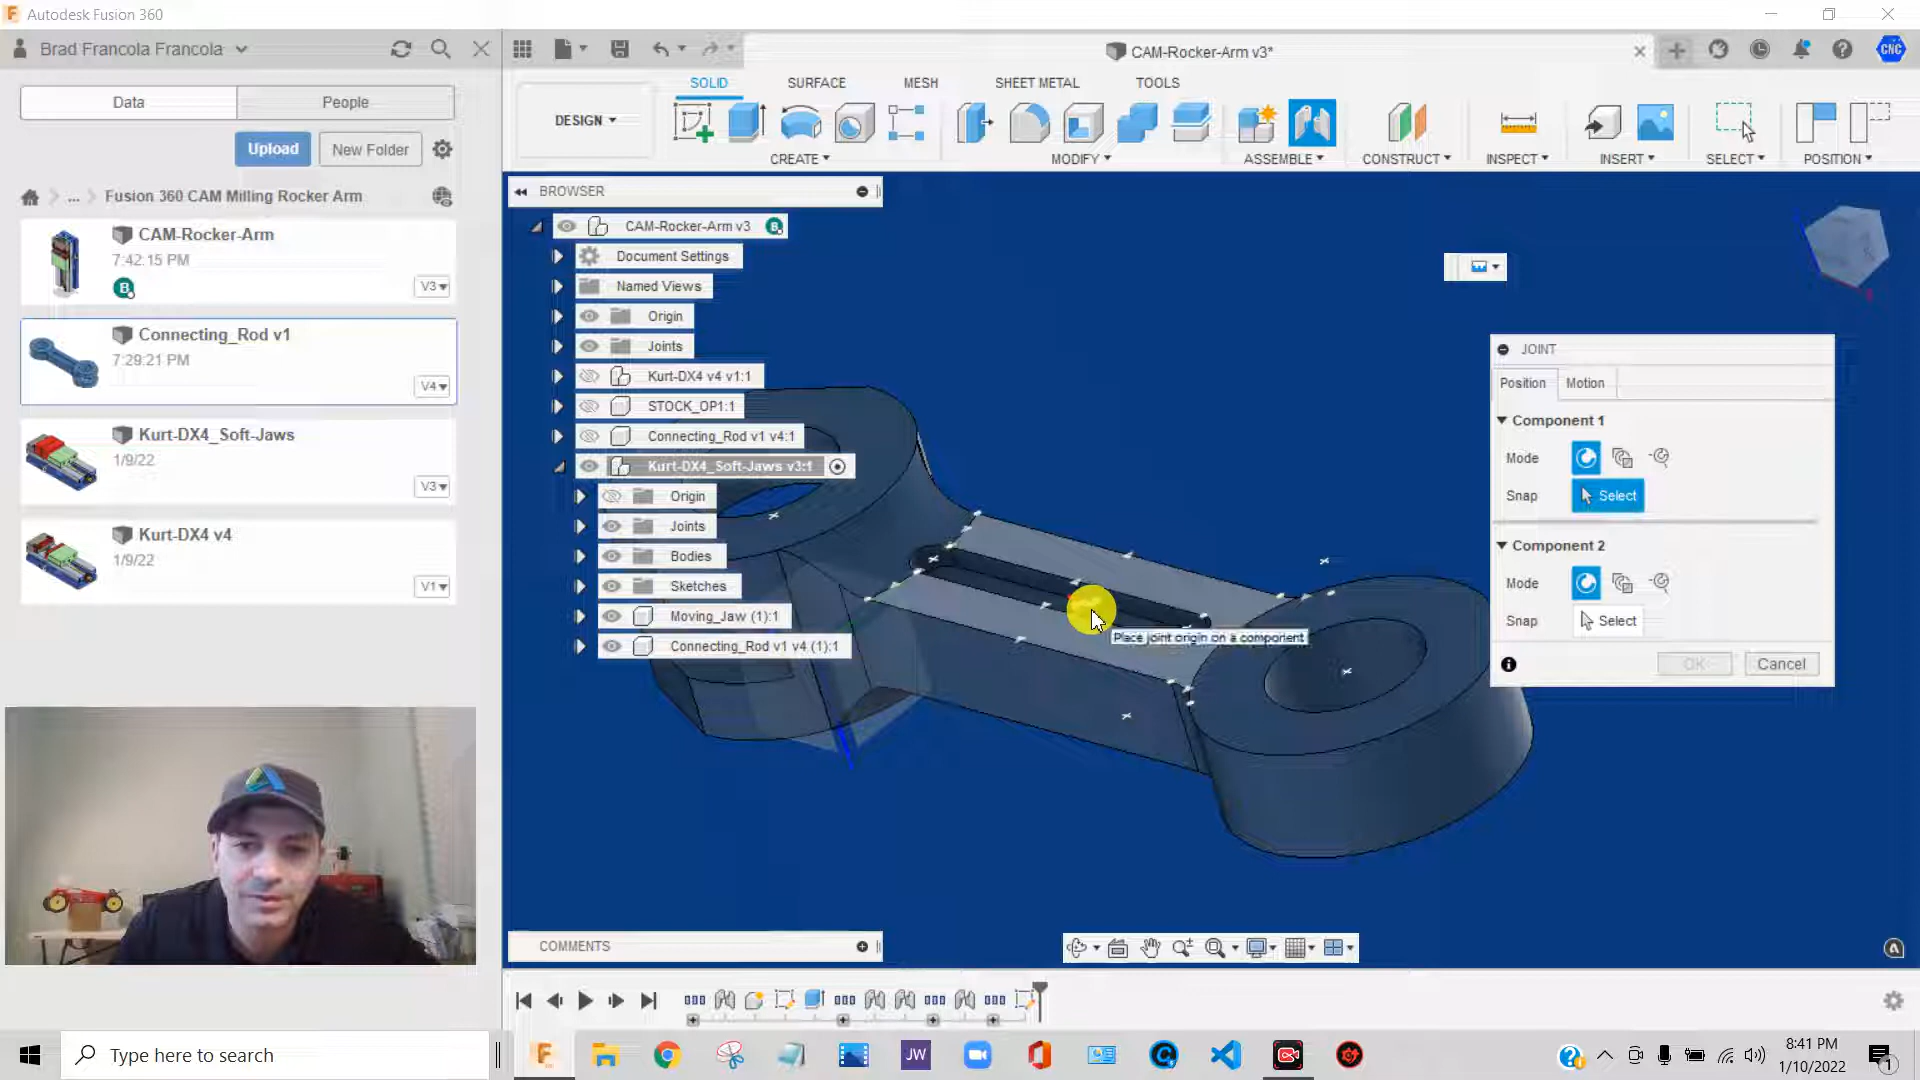 Autodesk Fusion 360
Brad Francola Francola
CAM-Rocker-Arm v3*
CNC
Data
People
Upload
New Folder
... Fusion 360 CAM Milling Rocker Arm
CAM-Rocker-Arm
7:42:15 PM
B
V3
Connecting_Rod v1
7:29:21 PM
V4
Kurt-DX4_Soft-Jaws
1/9/22
V3
Kurt-DX4 v4
1/9/22
V1
SOLID
SURFACE
MESH
SHEET METAL
TOOLS
DESIGN
CREATE
MODIFY
ASSEMBLE
CONSTRUCT
INSPECT
INSERT
SELECT
POSITION
BROWSER
CAM-Rocker-Arm v3
B
Document Settings
Named Views
Origin
Joints
Kurt-DX4 v4 v1:1
STOCK_OP1:1
Connecting_Rod v1 v4:1
Kurt-DX4_Soft-Jaws v3:1
Origin
Joints
Bodies
Sketches
Moving_Jaw (1):1
Connecting_Rod v1 v4 (1):1
Place joint origin on a component
JOINT
Position
Motion
Component 1
Mode
Snap
Select
Component 2
Mode
Snap
Select
OK
Cancel
COMMENTS
Type here to search
JW
8:41 PM
1/10/2022
1